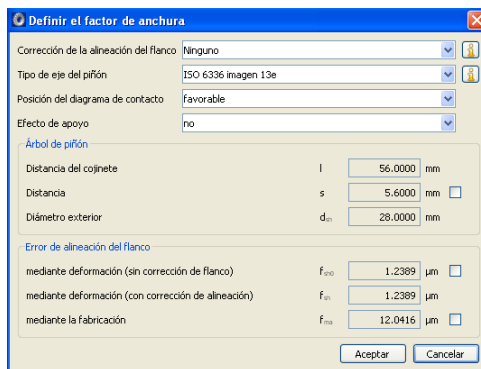 Definir el factor de anchura
Corrección de la alineación del flanco Ninguno
Tipo de eje del piñón ISO 6336 imagen 13e
Posición del diagrama de contacto favorable
Efecto de apoyo no
Árbol de piñón
Distancia del cojinete l 56.0000 mm
Distancia s 5.6000 mm
Diámetro exterior dsh 28.0000 mm
Error de alineación del flanco
mediante deformación (sin corrección de flanco) fsh0 1.2389 µm
mediante deformación (con corrección de alineación) fsh 1.2389 µm
mediante la fabricación fma 12.0416 µm
Aceptar Cancelar